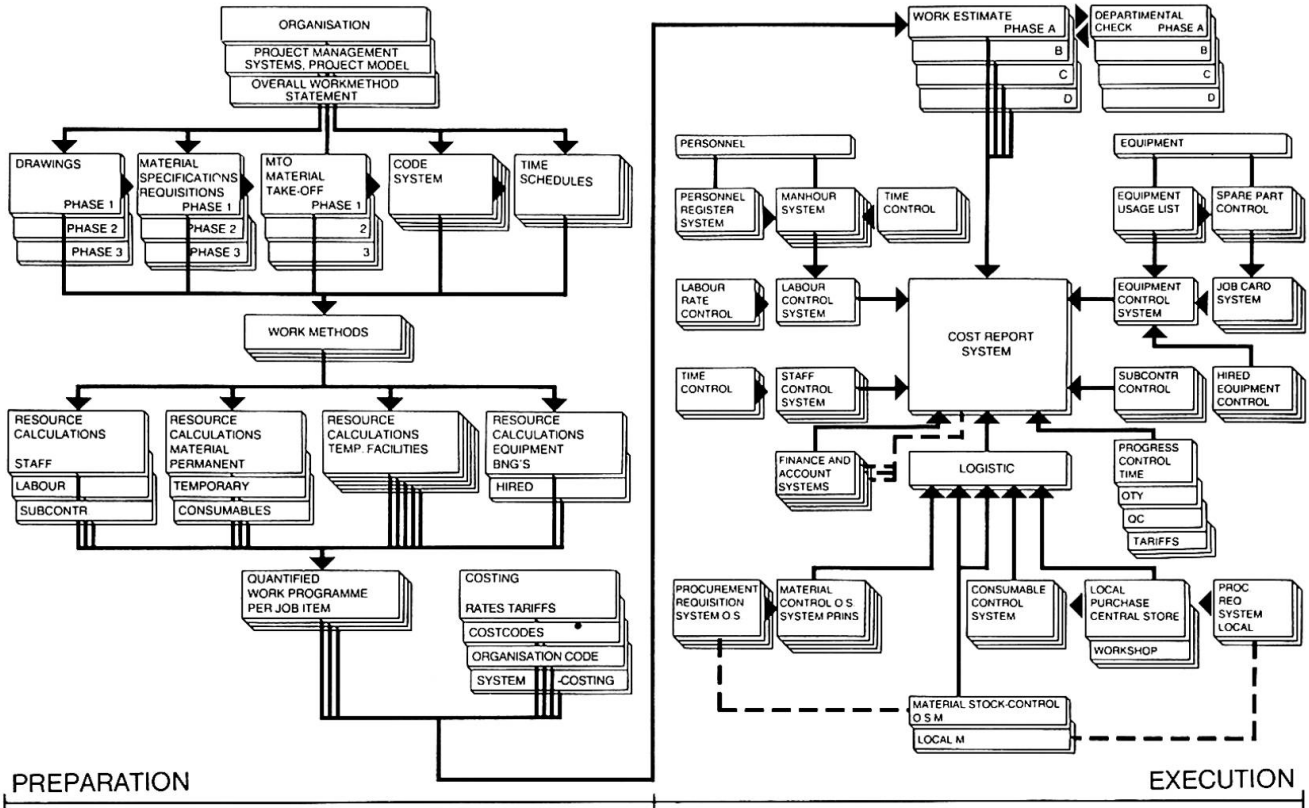 ORGANISATION
PROJECT MANAGEMENT
SYSTEMS, PROJECT MODEL
OVERALL WORKMETHOD
STATEMENT
DRAWINGS
PHASE 1
PHASE 2
PHASE 3
MATERIAL
SPECIFICATIONS
REQUISITIONS
PHASE 1
PHASE 2
PHASE 3
MTO
MATERIAL
TAKE-OFF
PHASE 1
2
3
CODE
SYSTEM
TIME
SCHEDULES
WORK METHODS
RESOURCE
CALCULATIONS
STAFF
LABOUR
SUBCONTR
RESOURCE
CALCULATIONS
MATERIAL
PERMANENT
TEMPORARY
CONSUMABLES
RESOURCE
CALCULATIONS
TEMP. FACILITIES
RESOURCE
CALCULATIONS
EQUIPMENT
BNG'S
HIRED
QUANTIFIED
WORK PROGRAMME
PER JOB ITEM
COSTING
RATES TARIFFS
COSTCODES
ORGANISATION CODE
SYSTEM -COSTING
PREPARATION
WORK ESTIMATE
PHASE A
B
C
D
DEPARTMENTAL
CHECK PHASE A
B
C
D
PERSONNEL
PERSONNEL
REGISTER
SYSTEM
MANHOUR
SYSTEM
TIME
CONTROL
EQUIPMENT
EQUIPMENT
USAGE LIST
SPARE PART
CONTROL
LABOUR
RATE
CONTROL
LABOUR
CONTROL
SYSTEM
COST REPORT
SYSTEM
EQUIPMENT
CONTROL
SYSTEM
JOB CARD
SYSTEM
TIME
CONTROL
STAFF
CONTROL
SYSTEM
SUBCONTR
CONTROL
HIRED
EQUIPMENT
CONTROL
FINANCE AND
ACCOUNT
SYSTEMS
LOGISTIC
PROGRESS
CONTROL
TIME
QTY
QC
TARIFFS
PROCUREMENT
REQUISITION
SYSTEM O S
MATERIAL
CONTROL O S
SYSTEM PRINS
CONSUMABLE
CONTROL
SYSTEM
LOCAL
PURCHASE
CENTRAL STORE
WORKSHOP
PROC
REQ
SYSTEM
LOCAL
MATERIAL STOCK-CONTROL
O S M
LOCAL M
EXECUTION